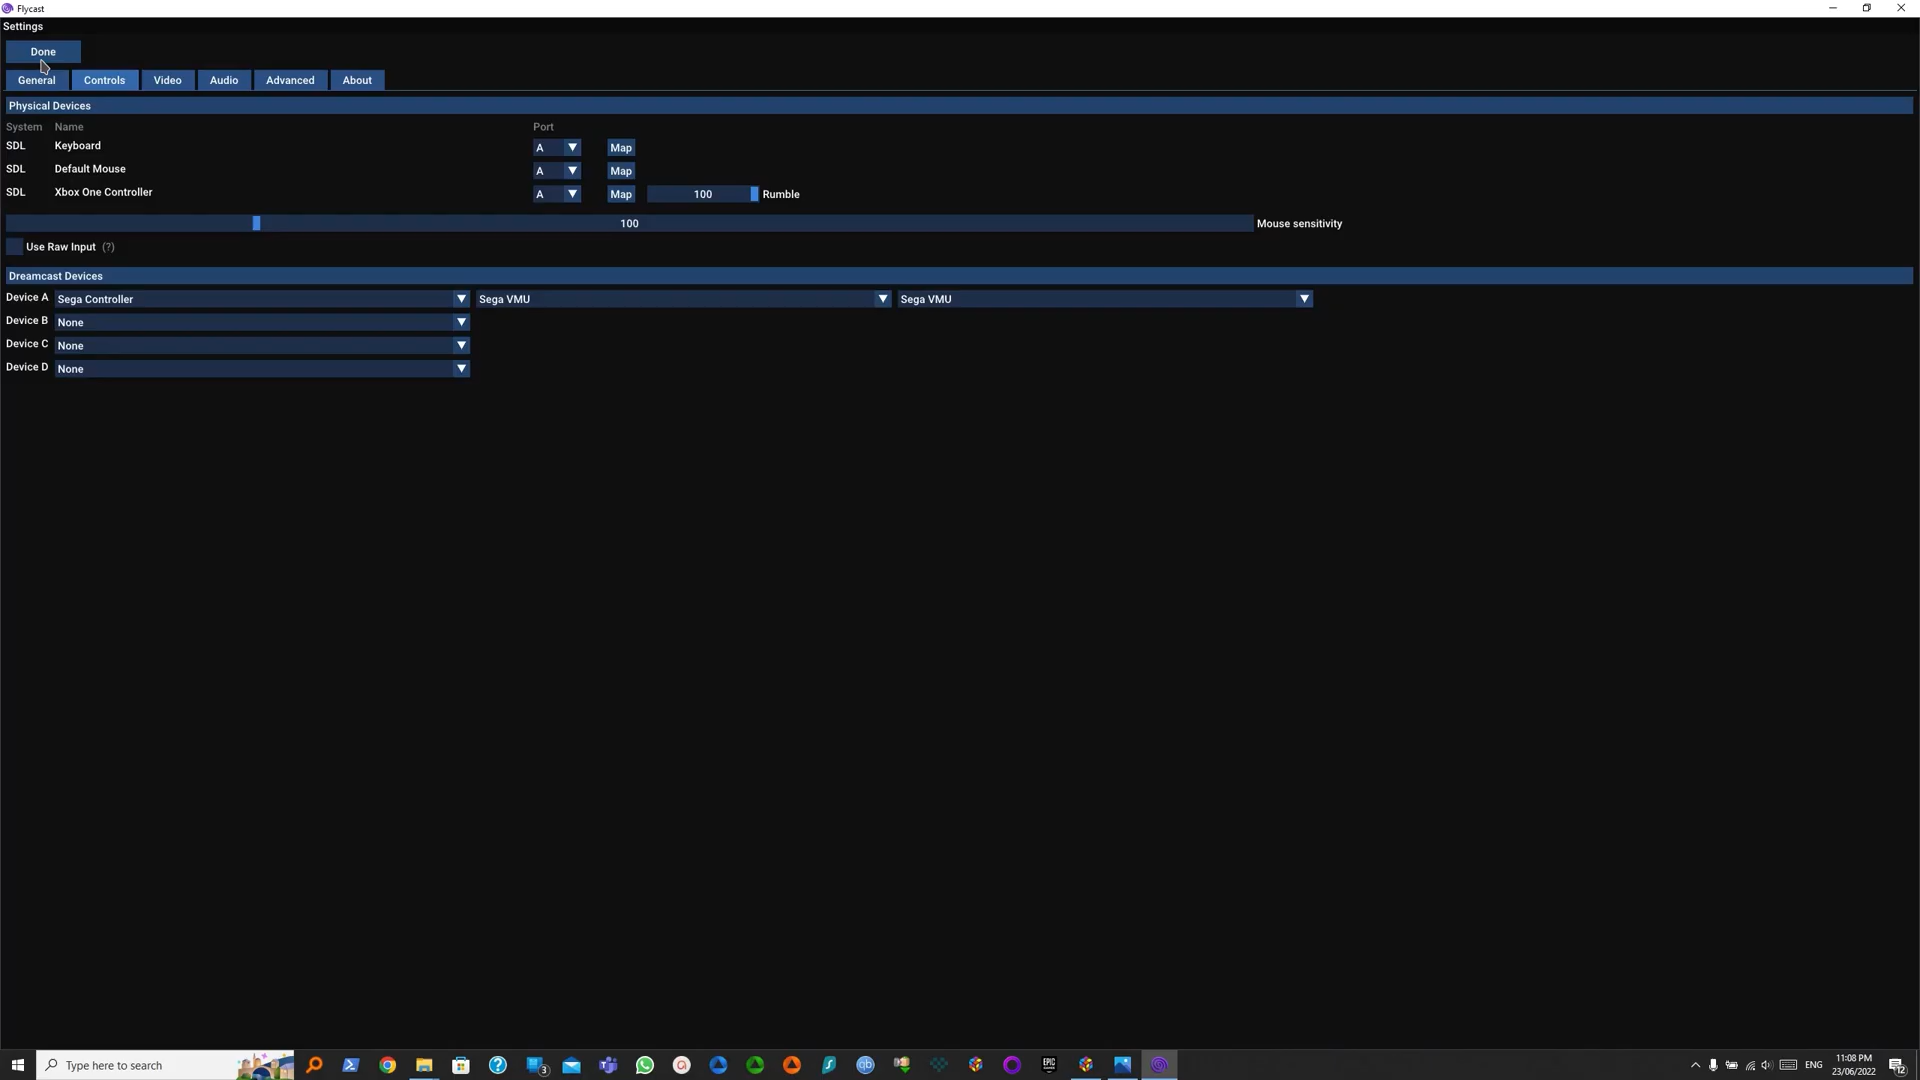 Flycast
Settings
Done
General Controls Video Audio Advanced About
Physical Devices
System Name Port
SDL Keyboard A Map
SDL Default Mouse A Map
SDL Xbox One Controller A Map 100 Rumble
100 Mouse sensitivity
Use Raw Input (?)
Dreamcast Devices
Device A Sega Controller Sega VMU Sega VMU
Device B None
Device C None
Device D None
Type here to search 3 ENG 11:08 PM
23/06/2022 12